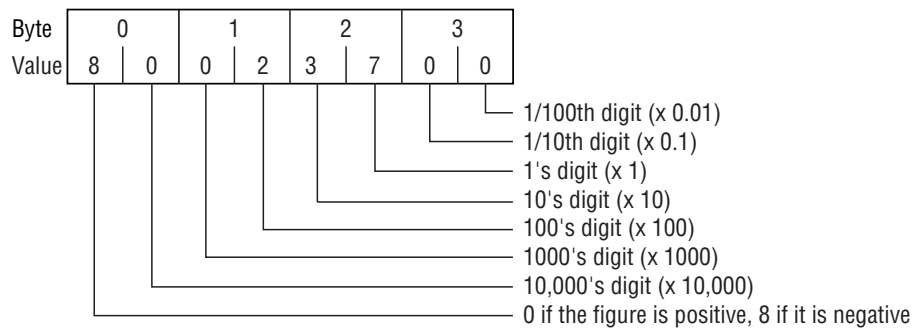 Byte 0 1 2 3
Value 8 0 0 2 3 7 0 0
1/100th digit (x 0.01)
1/10th digit (x 0.1)
1's digit (x 1)
10's digit (x 10)
100's digit (x 100)
1000's digit (x 1000)
10,000's digit (x 10,000)
0 if the figure is positive, 8 if it is negative